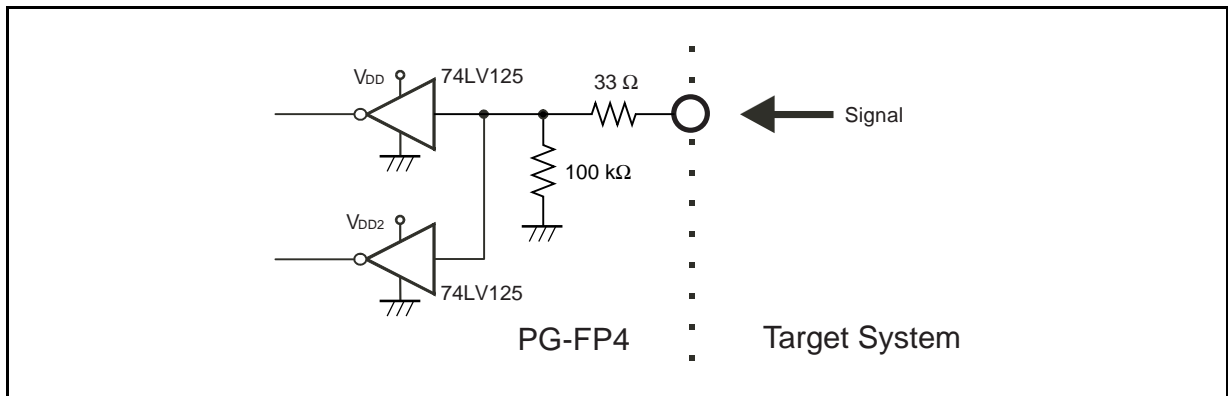 VDD
74LV125
33 Ω
Signal
100 kΩ
VDD2
74LV125
PG-FP4
Target System